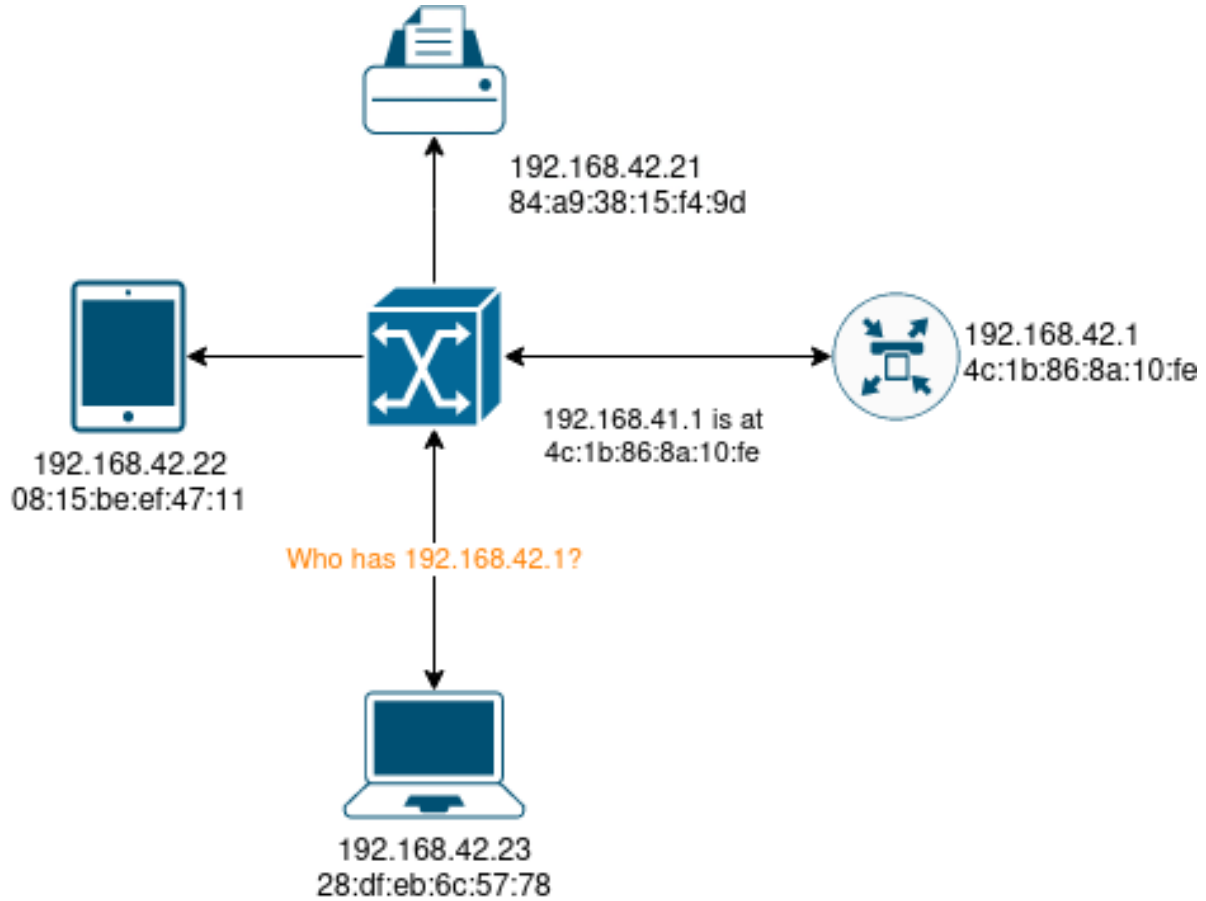 192.168.42.21
84:a9:38:15:f4:9d
192.168.42.1
4c:1b:86:8a:10:fe
192.168.41.1 is at
4c:1b:86:8a:10:fe
192.168.42.22
08:15:be:ef:47:11
Who has 192.168.42.1?
192.168.42.23
28:df:eb:6c:57:78